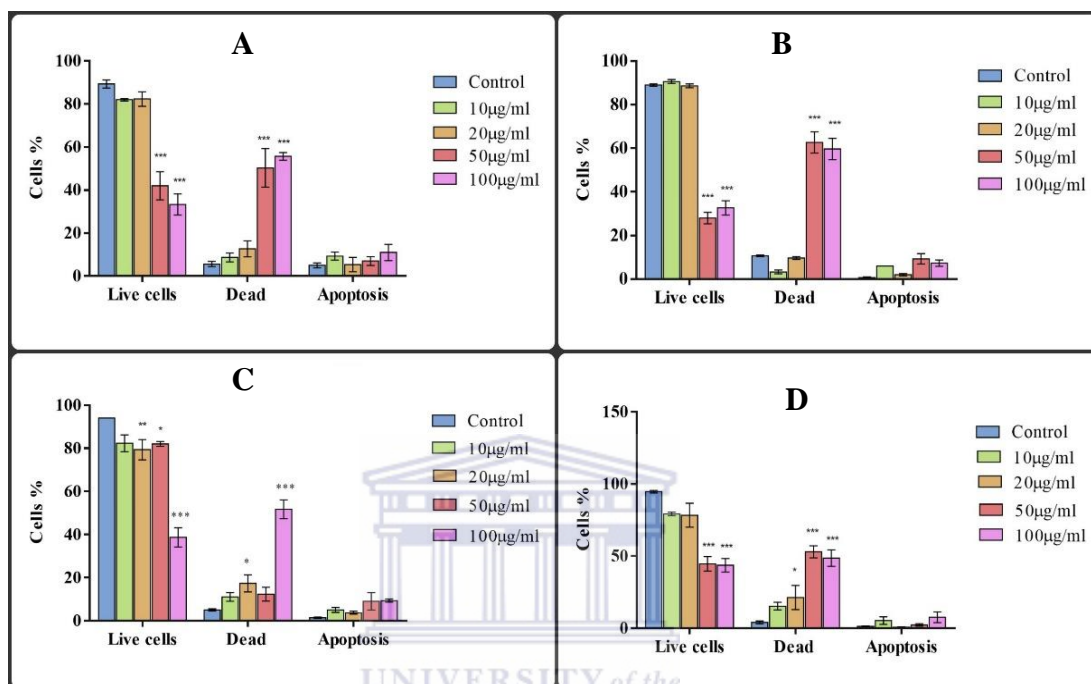 A
Cells %
100
80
60
40
20
0
*** *** *** ***
Live cells Dead Apoptosis
Control
10µg/ml
20µg/ml
50µg/ml
100µg/ml
B
Cells %
100
80
60
40
20
0
*** *** *** ***
Live cells Dead Apoptosis
Control
10µg/ml
20µg/ml
50µg/ml
100µg/ml
C
Cells %
100
80
60
40
20
0
** * *** * ***
Live cells Dead Apoptosis
Control
10µg/ml
20µg/ml
50µg/ml
100µg/ml
D
Cells %
150
100
50
0
*** *** * *** ***
Live cells Dead Apoptosis
Control
10µg/ml
20µg/ml
50µg/ml
100µg/ml
UNIVERSITY of the